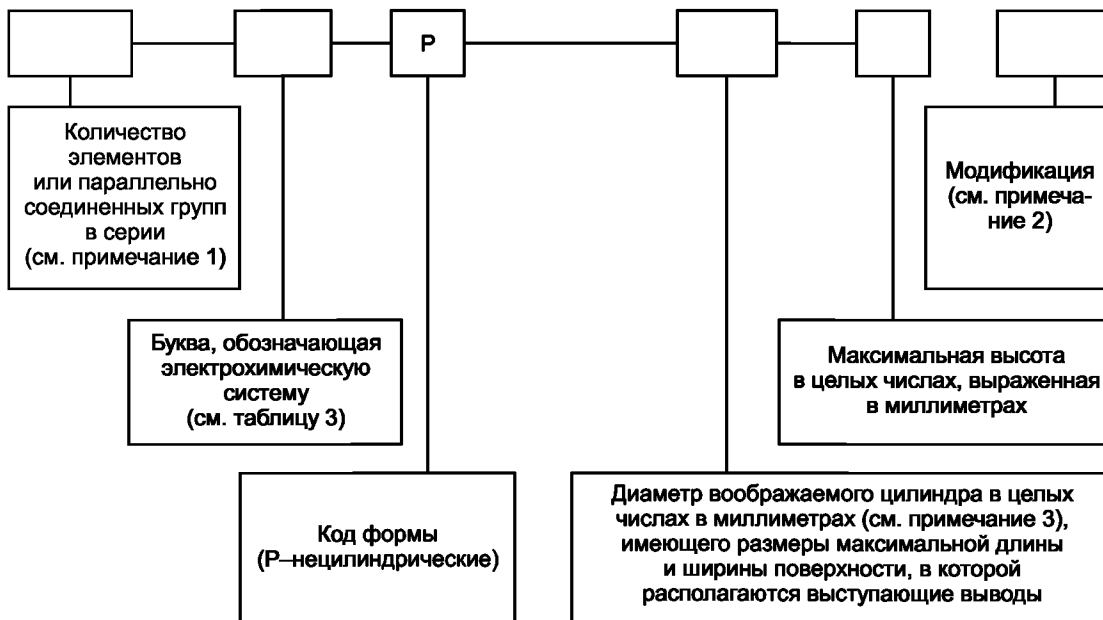 Р
Количество
элементов
или параллельно
соединенных групп
в серии
(см. примечание 1)
Модификация
(см. примеча-
ние 2)
Буква, обозначающая
электрохимическую
систему
(см. таблицу 3)
Максимальная высота
в целых числах, выраженная
в миллиметрах
Код формы
(Р—нецилиндрические)
Диаметр воображаемого цилиндра в целых
числах в миллиметрах (см. примечание 3),
имеющего размеры максимальной длины
и ширины поверхности, в которой
располагаются выступающие выводы